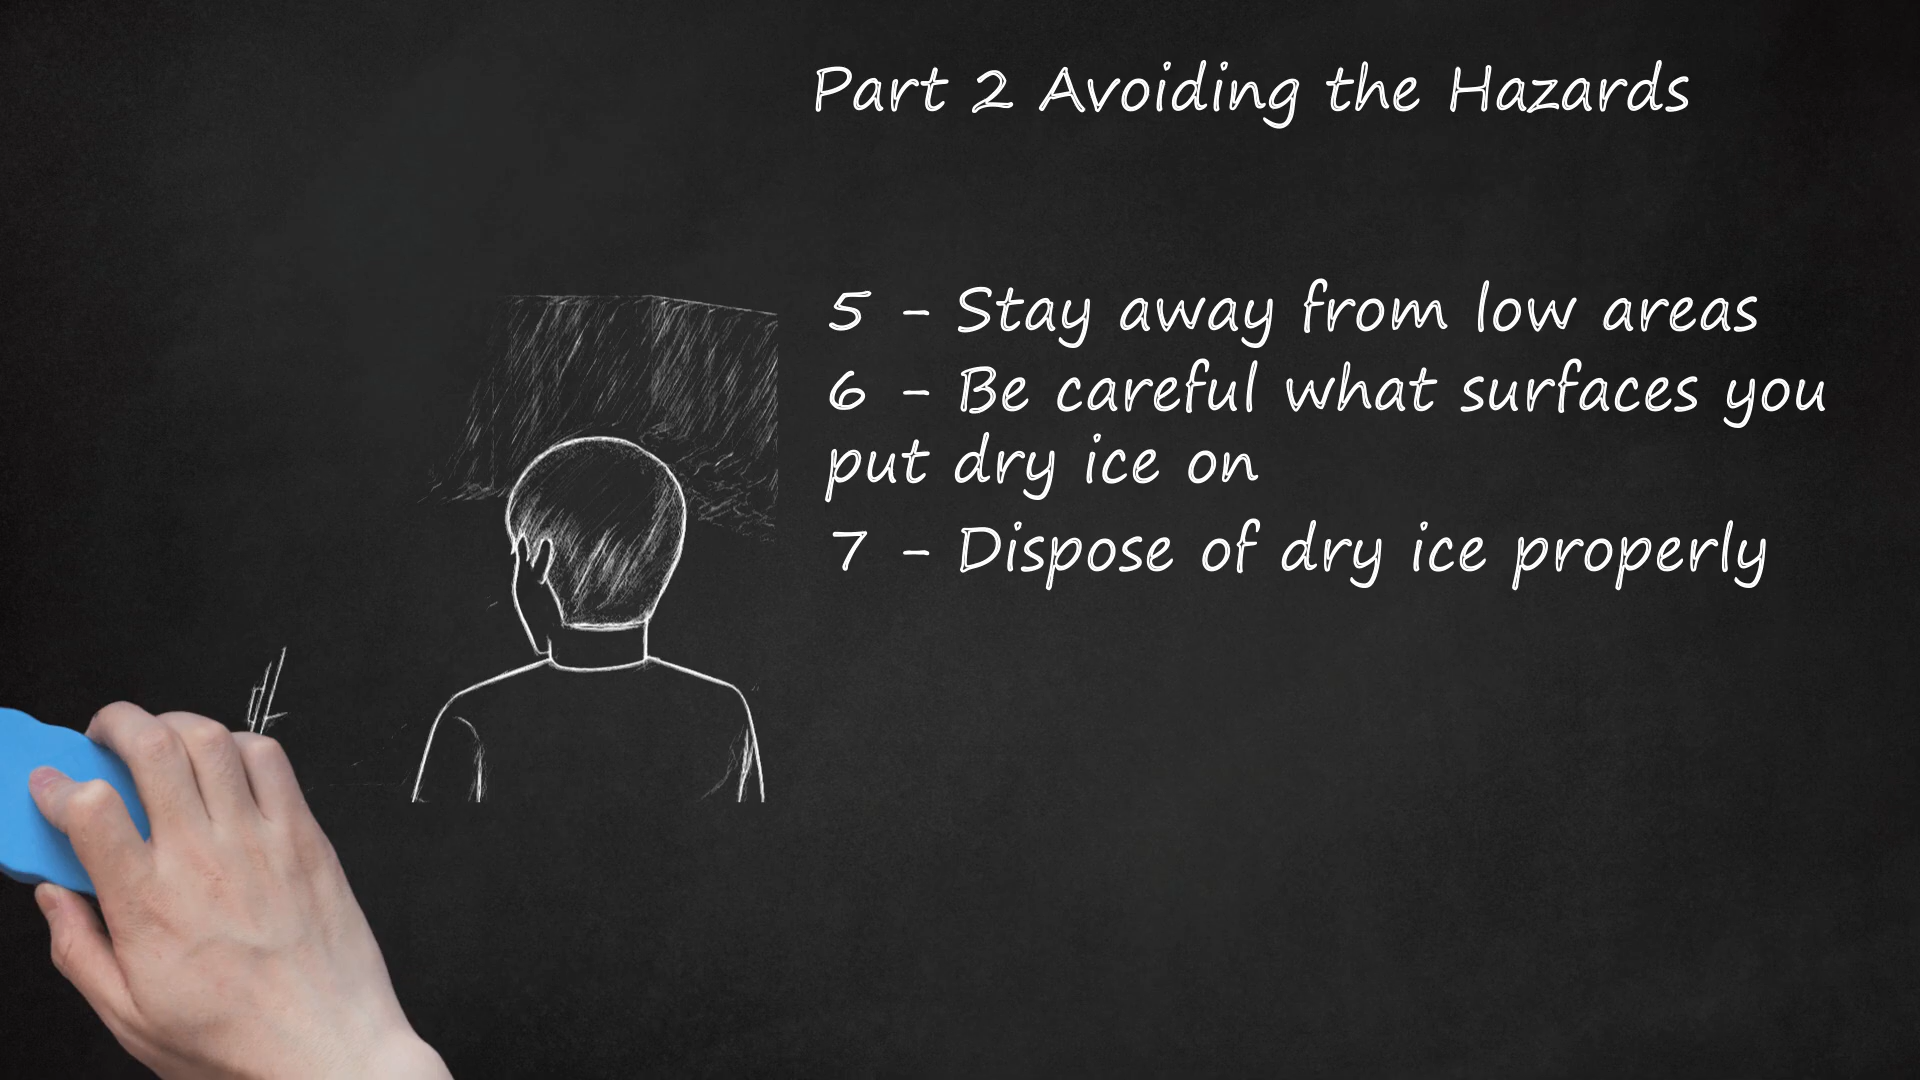 Part 2 Avoiding the Hazards
5 - Stay away from low areas
6 - Be careful what surfaces you
put dry ice on
7 - Dispose of dry ice properly